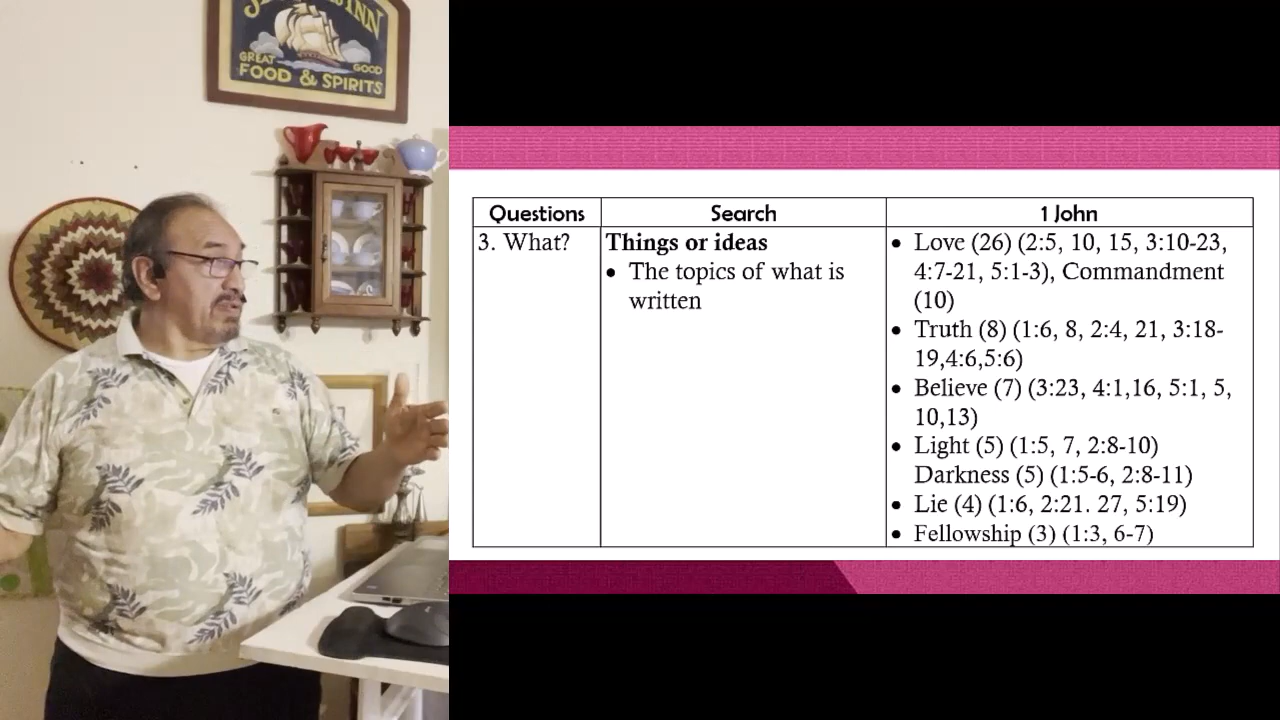 INN
GREAT GOOD
FOOD & SPIRITS
Questions Search 1 John
3. What? Things or ideas • Love (26) (2:5, 10, 15, 3:10-23,
• The topics of what is 4:7-21, 5:1-3), Commandment
written (10)
• Truth (8) (1:6, 8, 2:4, 21, 3:18-
19,4:6,5:6)
• Believe (7) (3:23, 4:1,16, 5:1, 5,
10,13)
• Light (5) (1:5, 7, 2:8-10)
Darkness (5) (1:5-6, 2:8-11)
• Lie (4) (1:6, 2:21. 27, 5:19)
• Fellowship (3) (1:3, 6-7)